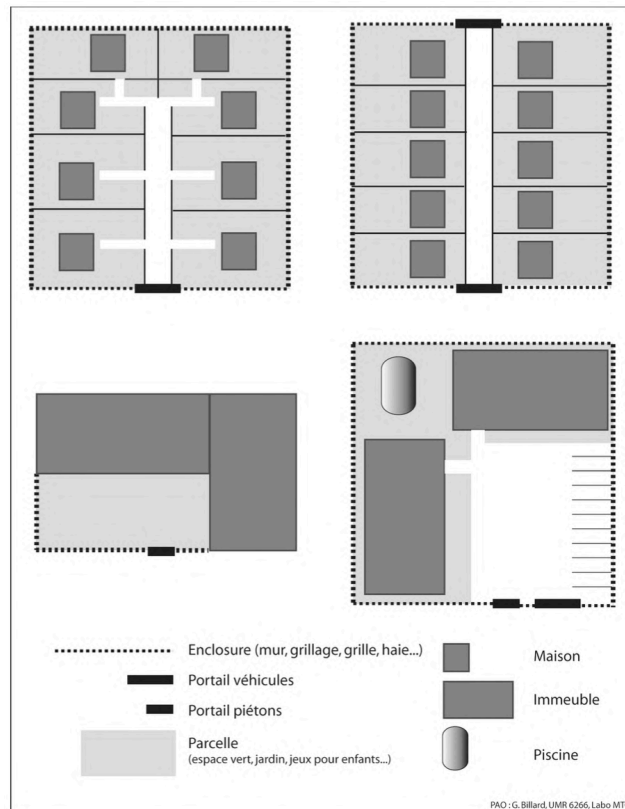 Enclosure (mur, grillage, grille, haie...)
Portail véhicules
Portail piétons
Parcelle
(espace vert, jardin, jeux pour enfants...)
Maison
Immeuble
Piscine
PAO : G. Billard, UMR 6266, Labo MT